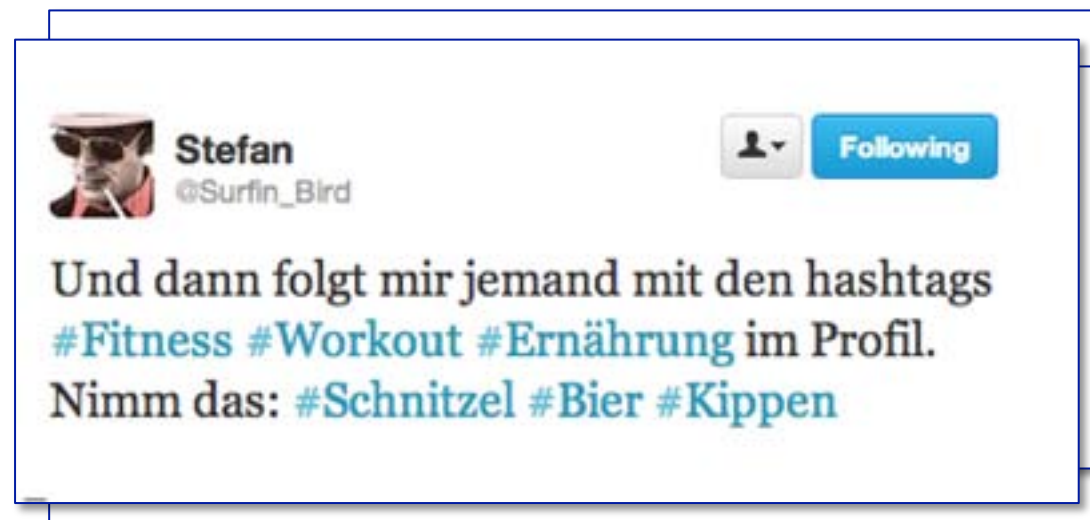 Stefan
@Surfin_Bird
Following
Und dann folgt mir jemand mit den hashtags
#Fitness #Workout #Ernährung im Profil.
Nimm das: #Schnitzel #Bier #Kippen